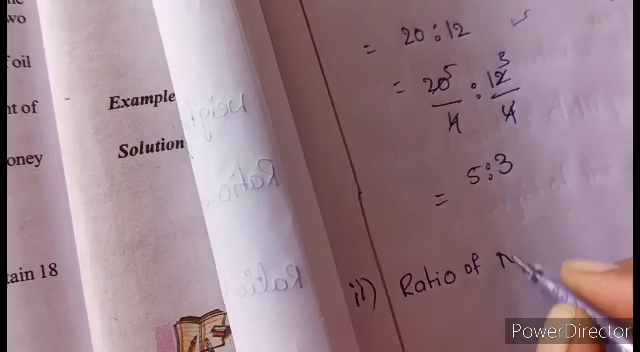 wo
oil
nt of
oney
tain 18
Example
Solution
= 20:12
= 20/4 5 : 12/4 3
= 5:3
ii) Ratio of
PowerDirector